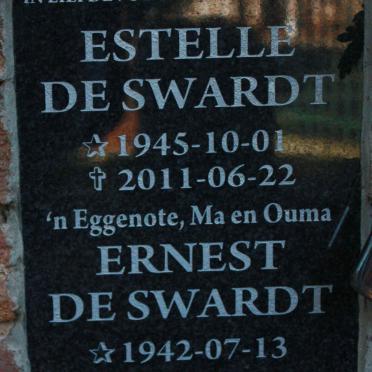 ESTELLE
DE SWARDT
☆ 1945-10-01
✝ 2011-06-22
'n Eggenote, Ma en Ouma
ERNEST
DE SWARDT
☆ 1942-07-13